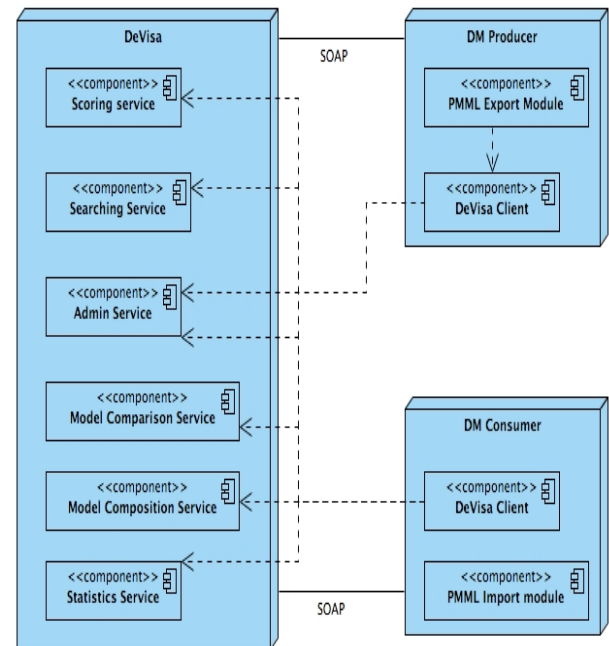 DeVisa
<<component>>
Scoring service
<<component>>
Searching Service
<<component>>
Admin Service
<<component>>
Model Comparison Service
<<component>>
Model Composition Service
<<component>>
Statistics Service
SOAP
DM Producer
<<component>>
PMML Export Module
<<component>>
DeVisa Client
DM Consumer
<<component>>
DeVisa Client
<<component>>
PMML Import module
SOAP